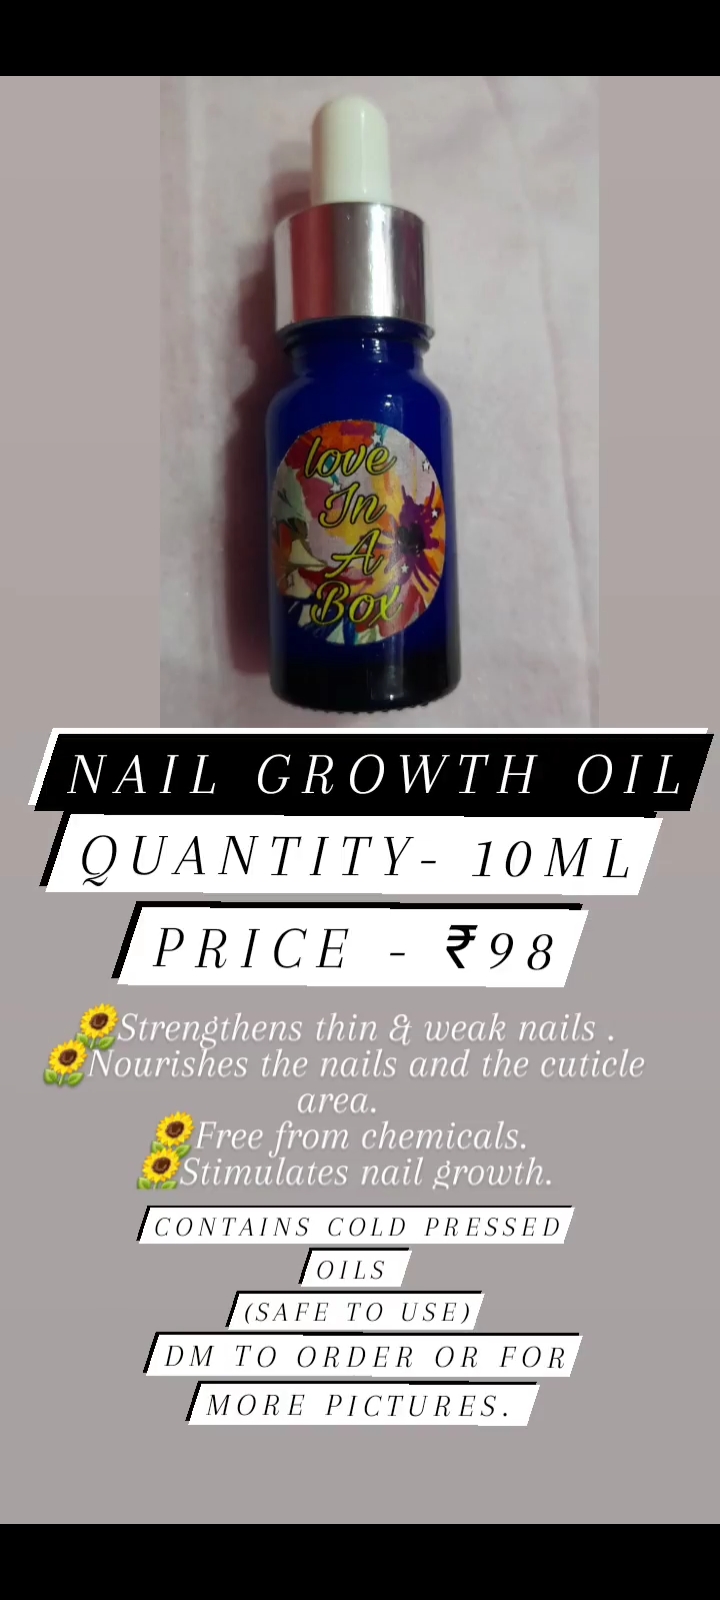 love
In
A
Box
NAIL GROWTH OIL
QUANTITY- 10ML
PRICE - ₹98
🌻Strengthens thin & weak nails .
🌻Nourishes the nails and the cuticle
area.
🌻Free from chemicals.
🌻Stimulates nail growth.
CONTAINS COLD PRESSED
OILS
(SAFE TO USE)
DM TO ORDER OR FOR
MORE PICTURES.